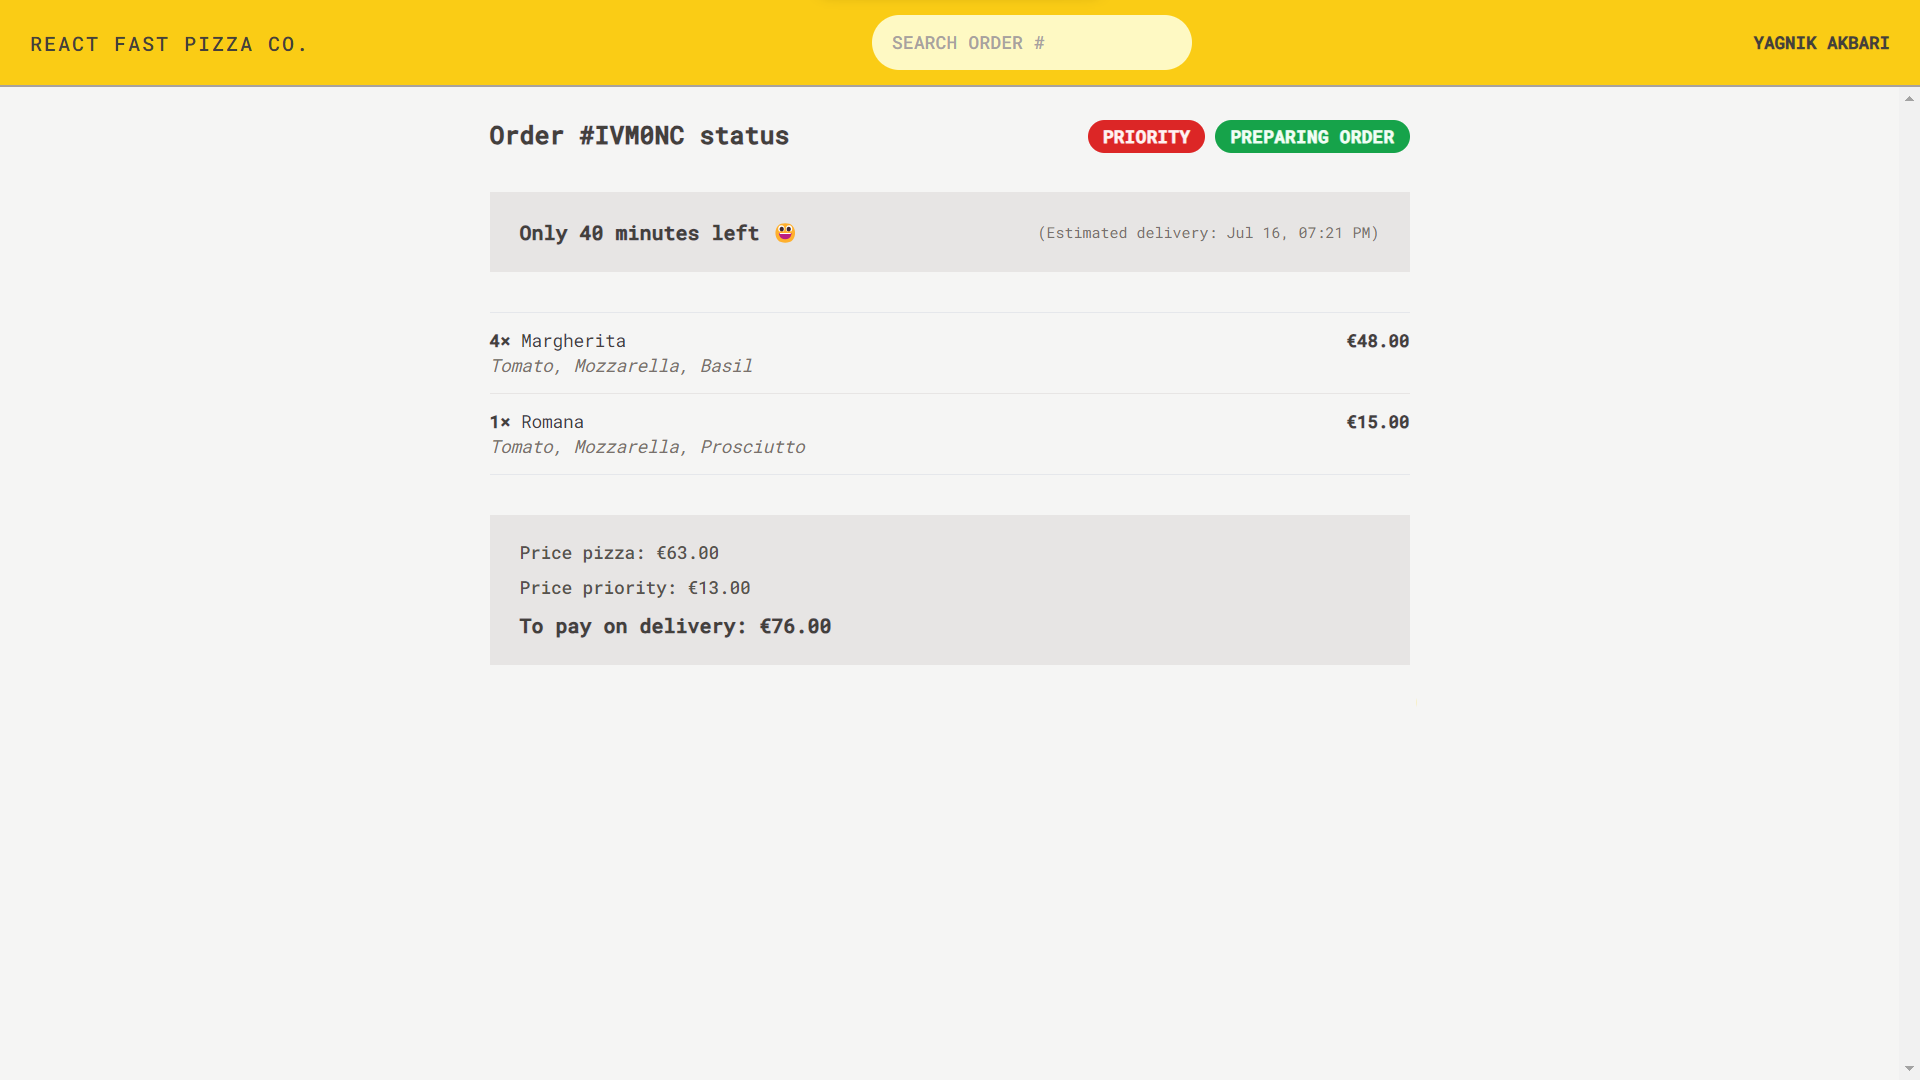 REACT FAST PIZZA CO.
SEARCH ORDER #
YAGNIK AKBARI
Order #IVM0NC status
PRIORITY
PREPARING ORDER
Only 40 minutes left 😃
(Estimated delivery: Jul 16, 07:21 PM)
4× Margherita
€48.00
Tomato, Mozzarella, Basil
1× Romana
€15.00
Tomato, Mozzarella, Prosciutto
Price pizza: €63.00
Price priority: €13.00
To pay on delivery: €76.00